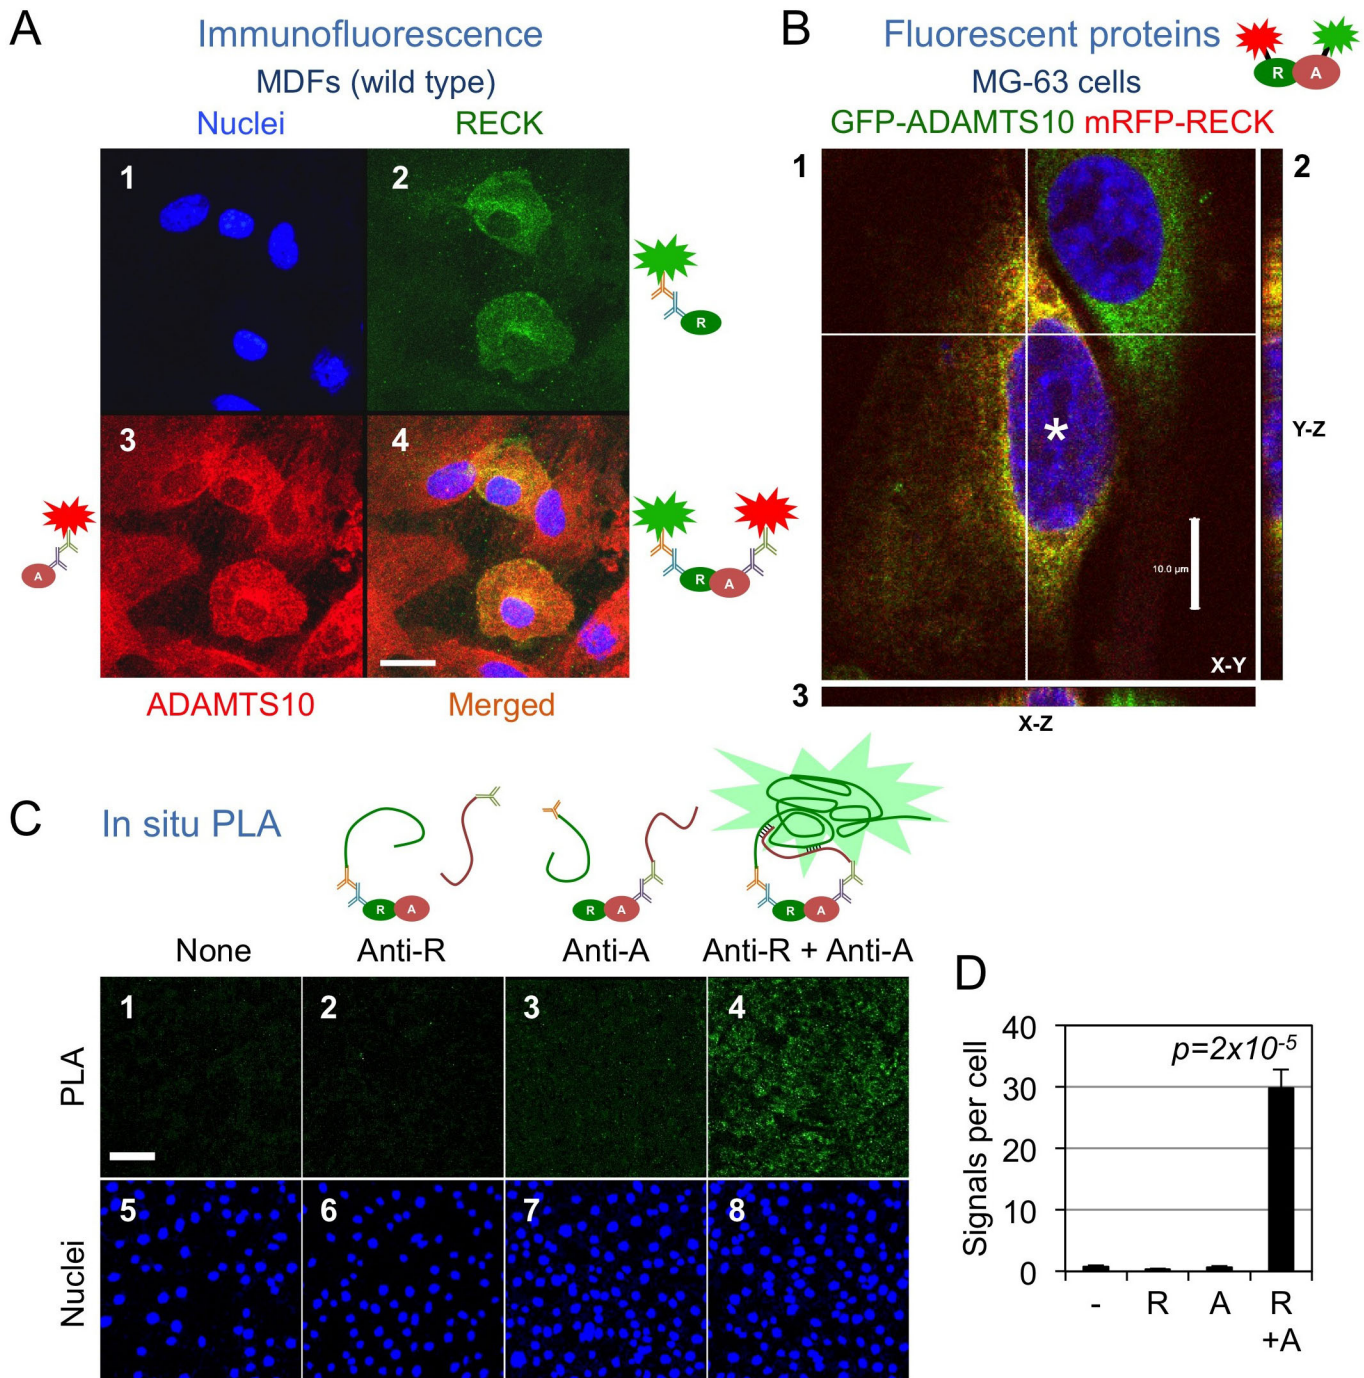 A
Immunofluorescence
MDFs (wild type)
Nuclei RECK
1 2
R
3 4
A
R A
ADAMTS10 Merged
B
Fluorescent proteins
R A
MG-63 cells
GFP-ADAMTS10 mRFP-RECK
1 2
*
Y-Z
10.0 µm
X-Y
3
X-Z
C
In situ PLA
R A R A R A
None Anti-R Anti-A Anti-R + Anti-A
PLA
1 2 3 4
Nuclei
5 6 7 8
D
Signals per cell
40
30
20
10
0
p=2x10⁻⁵
- R A R
+A